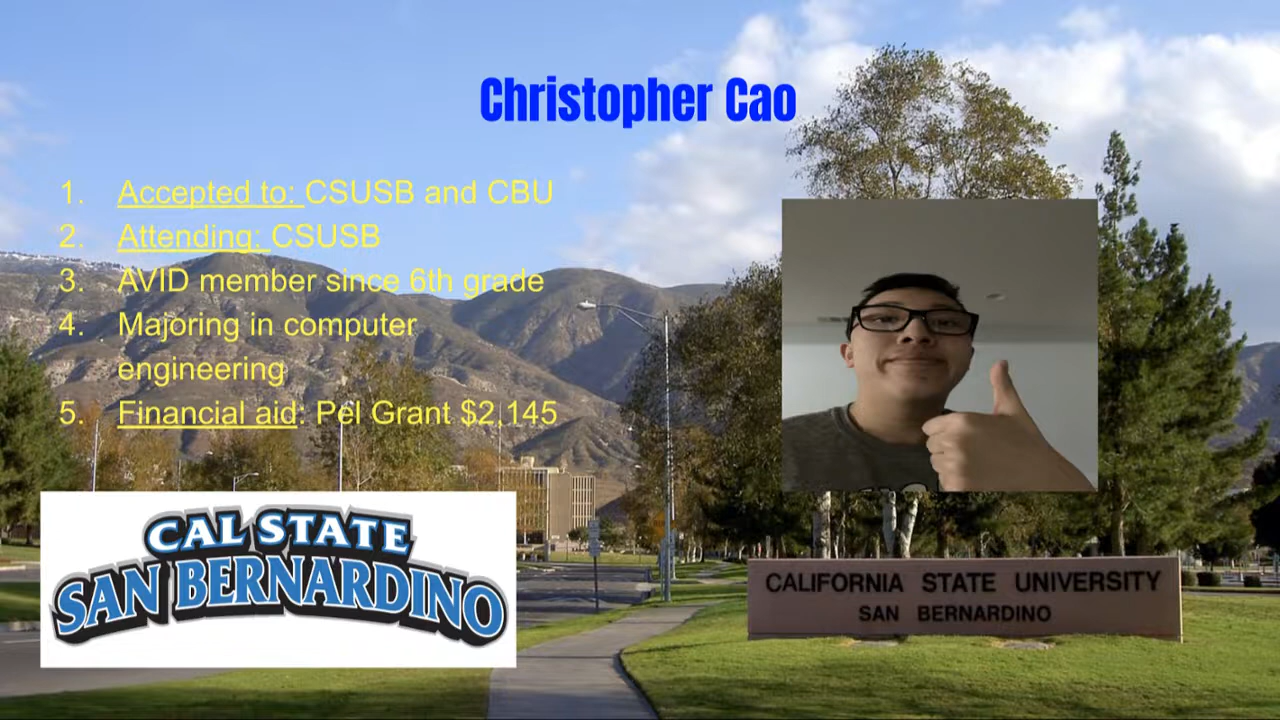 Christopher Cao
1. Accepted to: CSUSB and CBU
2. Attending: CSUSB
3. AVID member since 6th grade
4. Majoring in computer
engineering
5. Financial aid: Pel Grant $2,145
CAL STATE
SAN BERNARDINO
CALIFORNIA STATE UNIVERSITY
SAN BERNARDINO